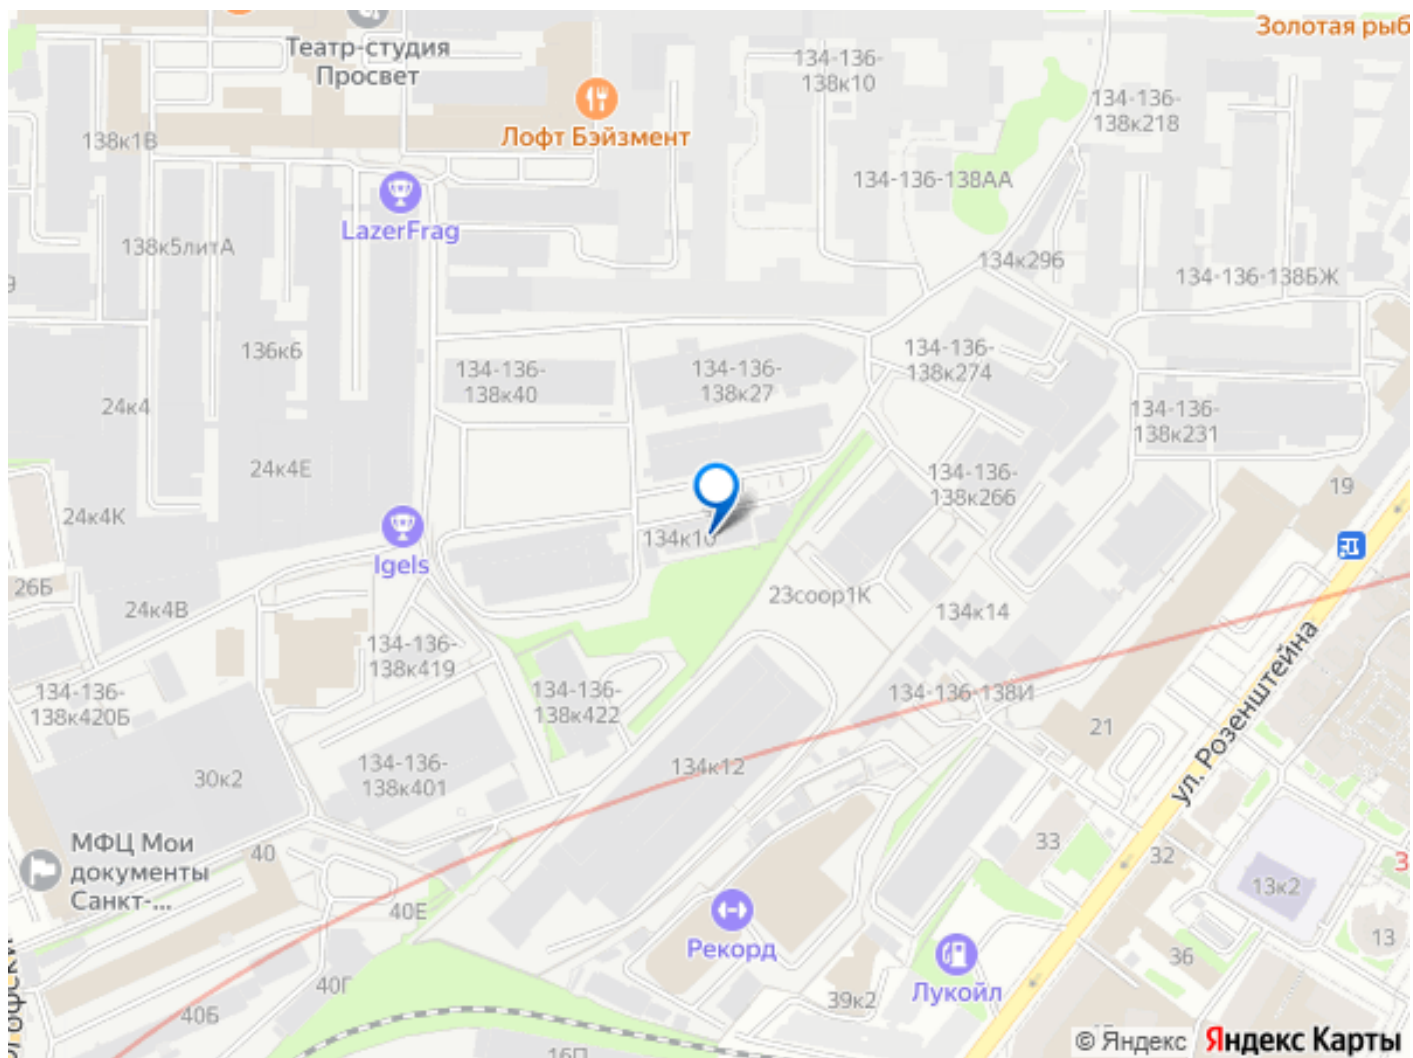 Золотая рыб
Театр-студия
Просвет
134-136-
138к10
134-136-
138к218
Лофт Бэйзмент
138к1В
134-136-138АА
LazerFrag
138к5литА
134к296
134-136-138БЖ
9
136к6
134-136-
138к40
134-136-
138к27
134-136-
138к274
24к4
134-136-
138к231
24к4Е
134-136-
138к266
19
24к4К
134к10
Igels
26Б
24к4В
23соор1К
134к14
134-136-
138к419
ул. Розенштейна
134-136-
138к420Б
134-136-
138к422
134-136-138И
21
30к2
134-136-
138к401
134к12
МФЦ Мои
документы
Санкт-...
40
33
32
13к2
З
40Е
Рекорд
13
36
Лукойл
40Г
39к2
40Б
16П
© Яндекс
Яндекс Карты